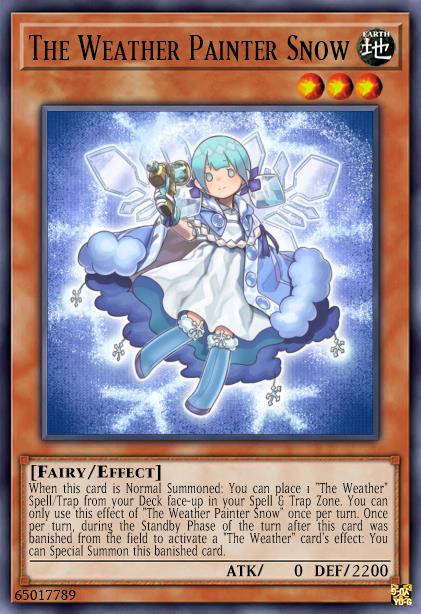 The Weather Painter Snow
EARTH
地
[Fairy/Effect]
When this card is Normal Summoned: You can place 1 "The Weather"
Spell/Trap from your Deck face-up in your Spell & Trap Zone. You can
only use this effect of "The Weather Painter Snow" once per turn. Once
per turn, during the Standby Phase of the turn after this card was
banished from the field to activate a "The Weather" card's effect: You
can Special Summon this banished card.
ATK/ 0 DEF/2200
65017789